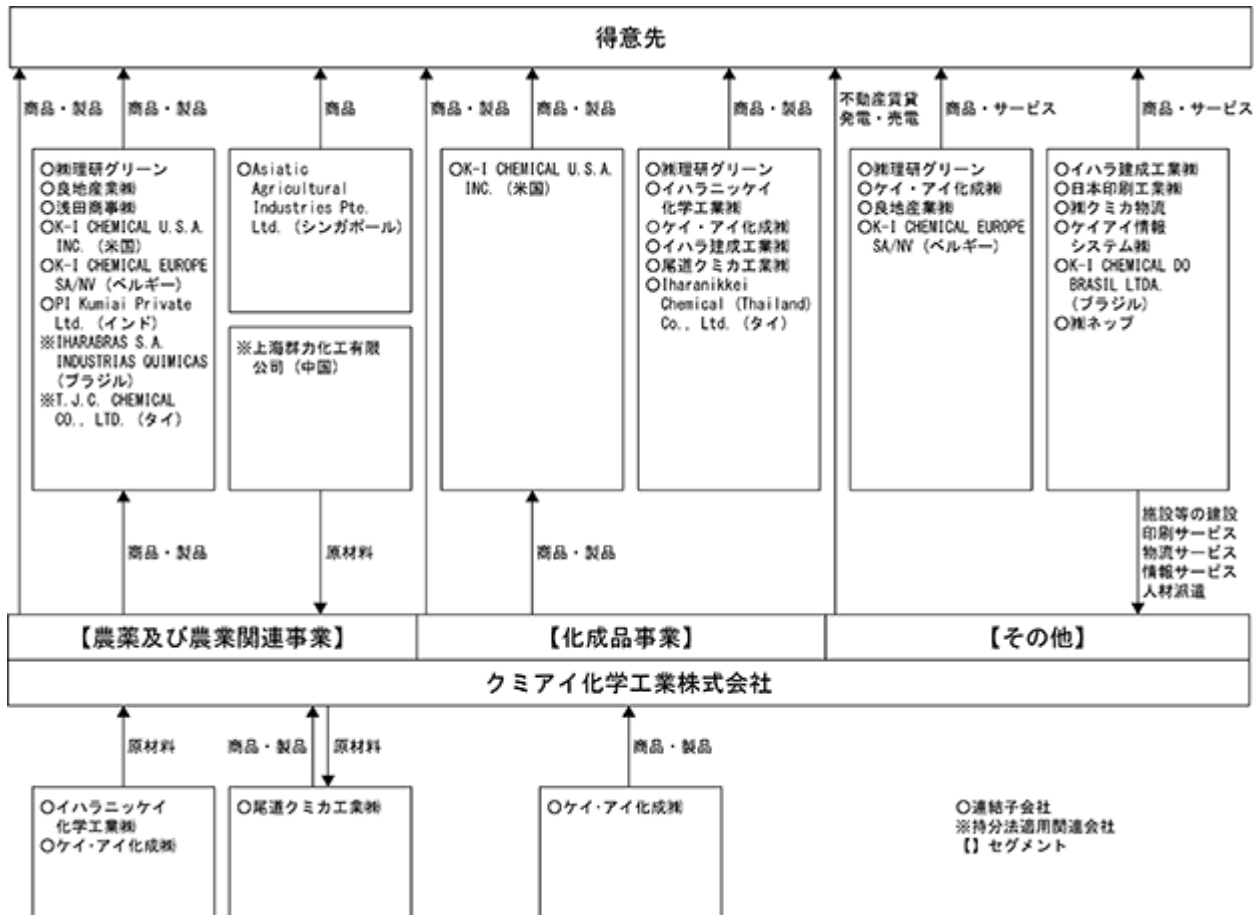 得意先
商品・製品
商品・製品
商品
商品・製品
商品・製品
商品・製品
不動産賃貸
発電・売電
商品・サービス
商品・サービス
○㈱理研グリーン
○良地産業㈱
○浅田商事㈱
○K-I CHEMICAL U.S.A.
INC. (米国)
○K-I CHEMICAL EUROPE
SA/NV (ベルギー)
○PI Kumiai Private
Ltd. (インド)
※IHARABRAS S.A.
INDUSTRIAS QUIMICAS
(ブラジル)
※T.J.C. CHEMICAL
CO., LTD. (タイ)
○Asiatic
Agricultural
Industries Pte.
Ltd. (シンガポール)
※上海群力化工有限
公司 (中国)
○K-I CHEMICAL U.S.A.
INC. (米国)
○㈱理研グリーン
○イハラニッケイ
化学工業㈱
○ケイ・アイ化成㈱
○イハラ建成工業㈱
○尾道クミカ工業㈱
○Iharanikkei
Chemical (Thailand)
Co., Ltd. (タイ)
○㈱理研グリーン
○ケイ・アイ化成㈱
○良地産業㈱
○K-I CHEMICAL EUROPE
SA/NV (ベルギー)
○イハラ建成工業㈱
○日本印刷工業㈱
○㈱クミカ物流
○ケイアイ情報
システム㈱
○K-I CHEMICAL DO
BRASIL LTDA.
(ブラジル)
○㈱ネップ
商品・製品
原材料
商品・製品
施設等の建設
印刷サービス
物流サービス
情報サービス
人材派遣
【農薬及び農業関連事業】
【化成品事業】
【その他】
クミアイ化学工業株式会社
原材料
商品・製品
原材料
商品・製品
○イハラニッケイ
化学工業㈱
○ケイ・アイ化成㈱
○尾道クミカ工業㈱
○ケイ・アイ化成㈱
○連結子会社
※持分法適用関連会社
【】セグメント